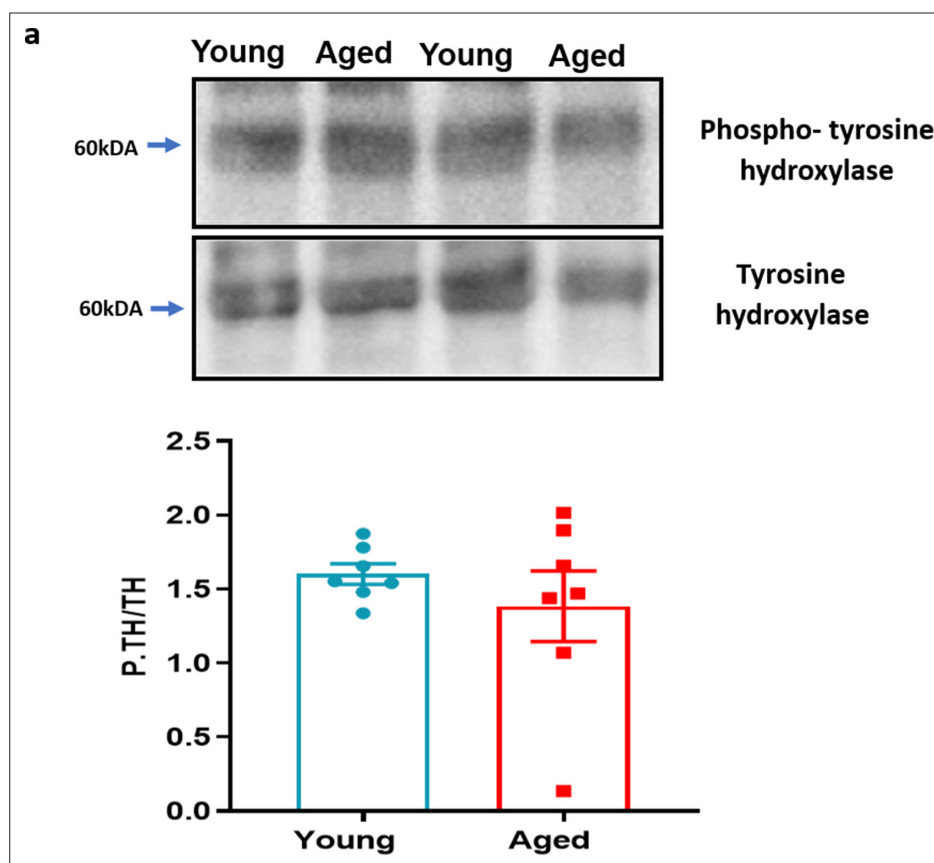 a
Young Aged Young Aged
60kDA
Phospho- tyrosine
hydroxylase
60kDA
Tyrosine
hydroxylase
2.5
2.0
1.5
1.0
0.5
0.0
P.TH/TH
Young Aged